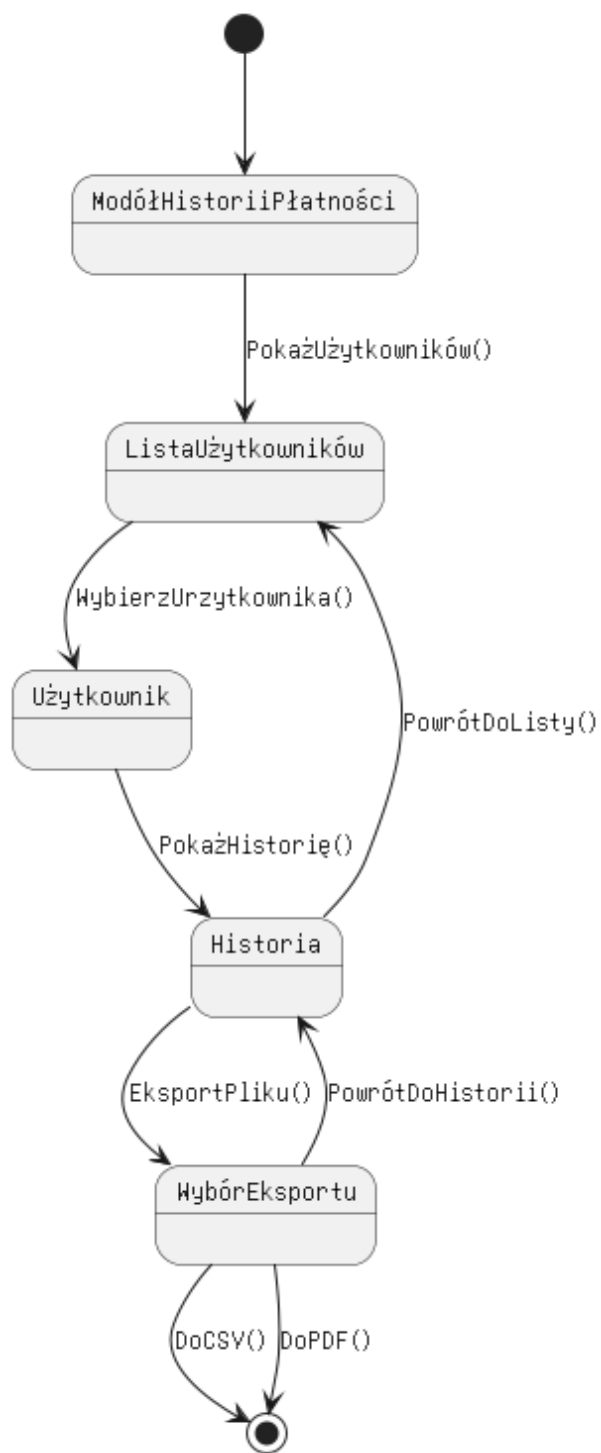 ModółHistoriiPłatności
PokażUżytkowników()
ListaUżytkowników
WybierzUrzytkownika()
Użytkownik
PowrótDoListy()
PokażHistorię()
Historia
EksportPliku()
PowrótDoHistorii()
WybórEksportu
DoCSV()
DoPDF()